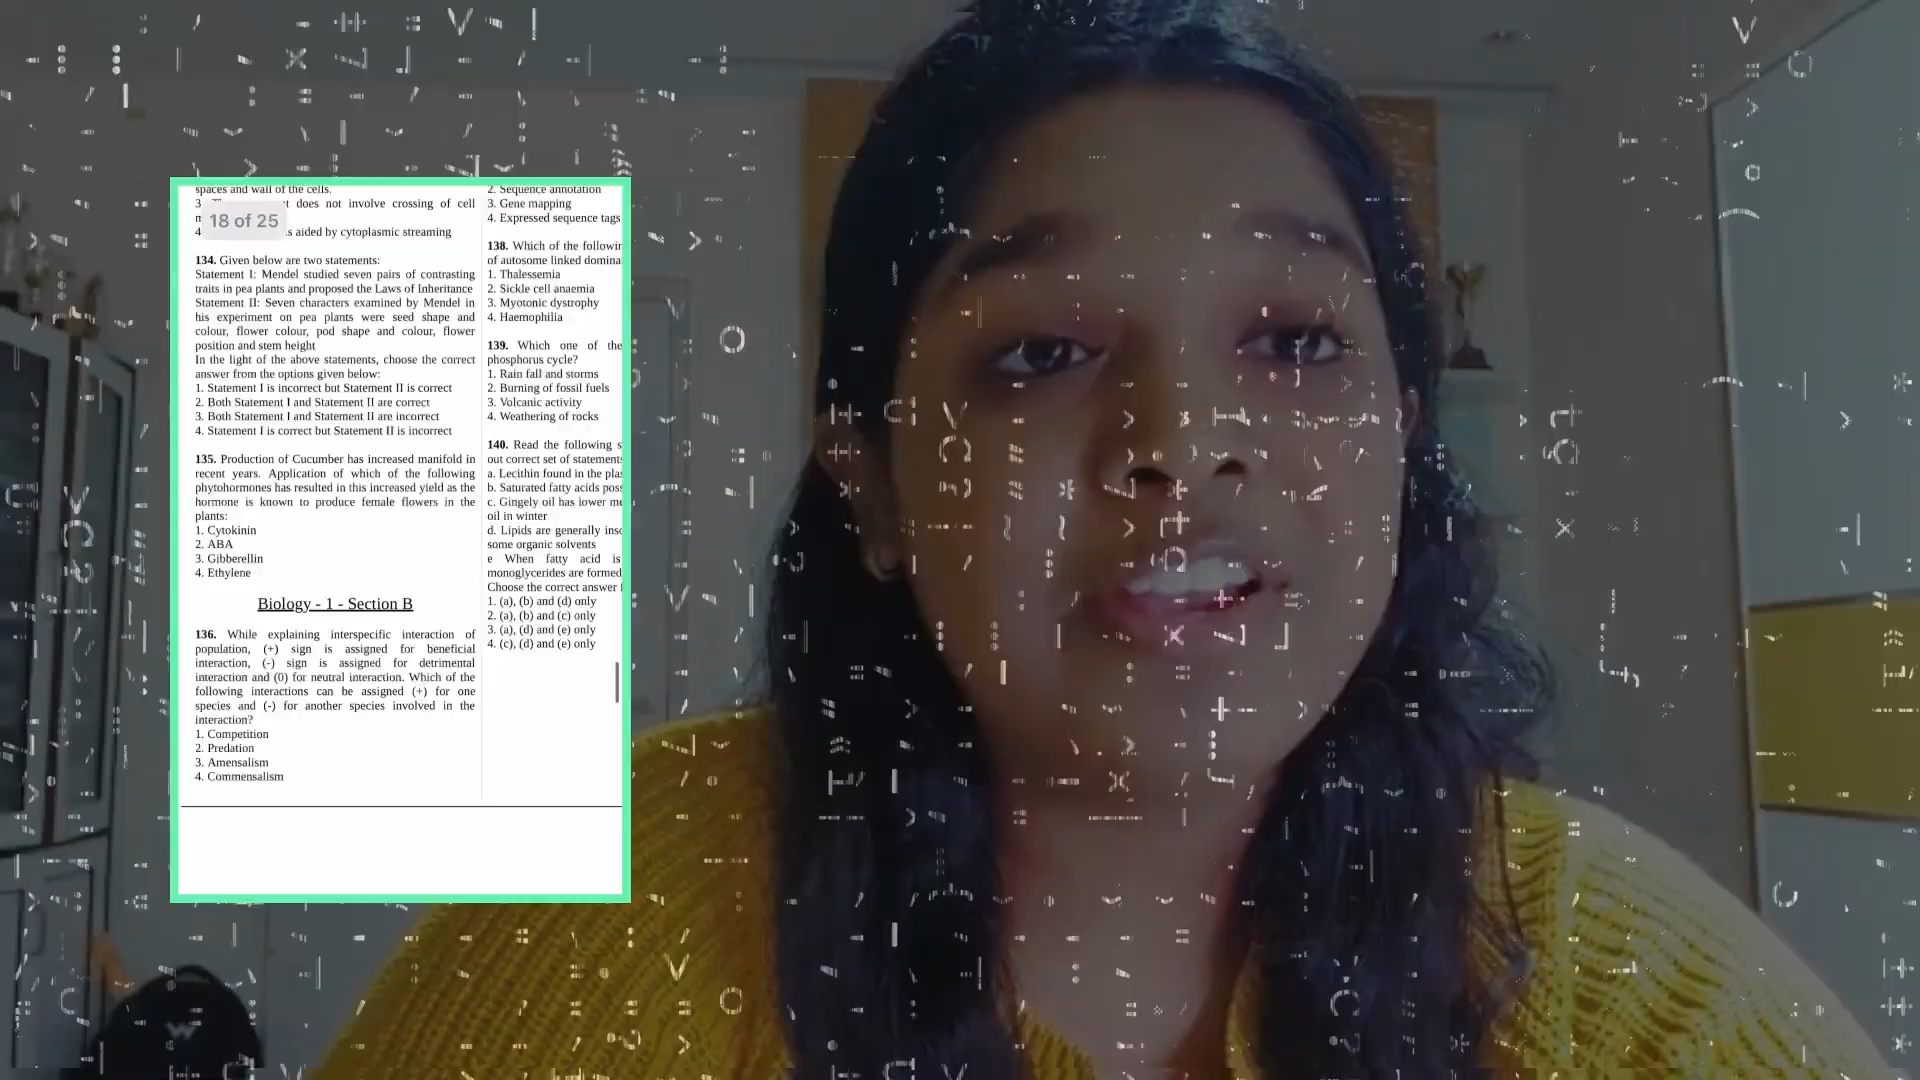 spaces and wall of the cells.
3. does not involve crossing of cell
18 of 25
4 is aided by cytoplasmic streaming
134. Given below are two statements:
Statement I: Mendel studied seven pairs of contrasting
traits in pea plants and proposed the Laws of Inheritance
Statement II: Seven characters examined by Mendel in
his experiment on pea plants were seed shape and
colour, flower colour, pod shape and colour, flower
position and stem height
In the light of the above statements, choose the correct
answer from the options given below:
1. Statement I is incorrect but Statement II is correct
2. Both Statement I and Statement II are correct
3. Both Statement I and Statement II are incorrect
4. Statement I is correct but Statement II is incorrect
135. Production of Cucumber has increased manifold in
recent years. Application of which of the following
phytohormones has resulted in this increased yield as the
hormone is known to produce female flowers in the
plants:
1. Cytokinin
2. ABA
3. Gibberellin
4. Ethylene
Biology - 1 - Section B
136. While explaining interspecific interaction of
population, (+) sign is assigned for beneficial
interaction, (-) sign is assigned for detrimental
interaction and (0) for neutral interaction. Which of the
following interactions can be assigned (+) for one
species and (-) for another species involved in the
interaction?
1. Competition
2. Predation
3. Amensalism
4. Commensalism
2. Sequence annotation
3. Gene mapping
4. Expressed sequence tags
138. Which of the
of autosome linked
1. Thalessemia
2. Sickle cell anaemia
3. Myotonic dystrophy
4. Haemophilia
139. Which one of the
phosphorus cycle?
1. Rain fall and storms
2. Burning of fossil fuels
3. Volcanic activity
4. Weathering of rocks
140. Read the following
out correct set of
a. Lecithin found in the
b. Saturated fatty acids
c. Gingely oil has lower
oil in winter
d. Lipids are generally
some organic solvents
e When fatty acid is
monoglycerides are formed
Choose the correct answer
1. (a), (b) and (d) only
2. (a), (b) and (c) only
3. (a), (d) and (e) only
4. (c), (d) and (e) only